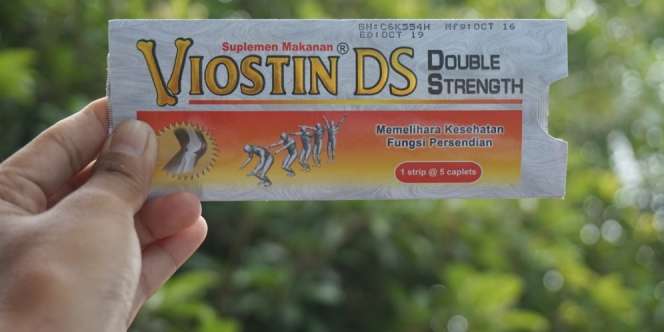 BN:C6K554H Mfg:OCT 16
ED:OCT 19
Suplemen Makanan
VIOSTIN® DS DOUBLE STRENGTH
Memelihara Kesehatan
Fungsi Persendian
1 strip @ 5 caplets